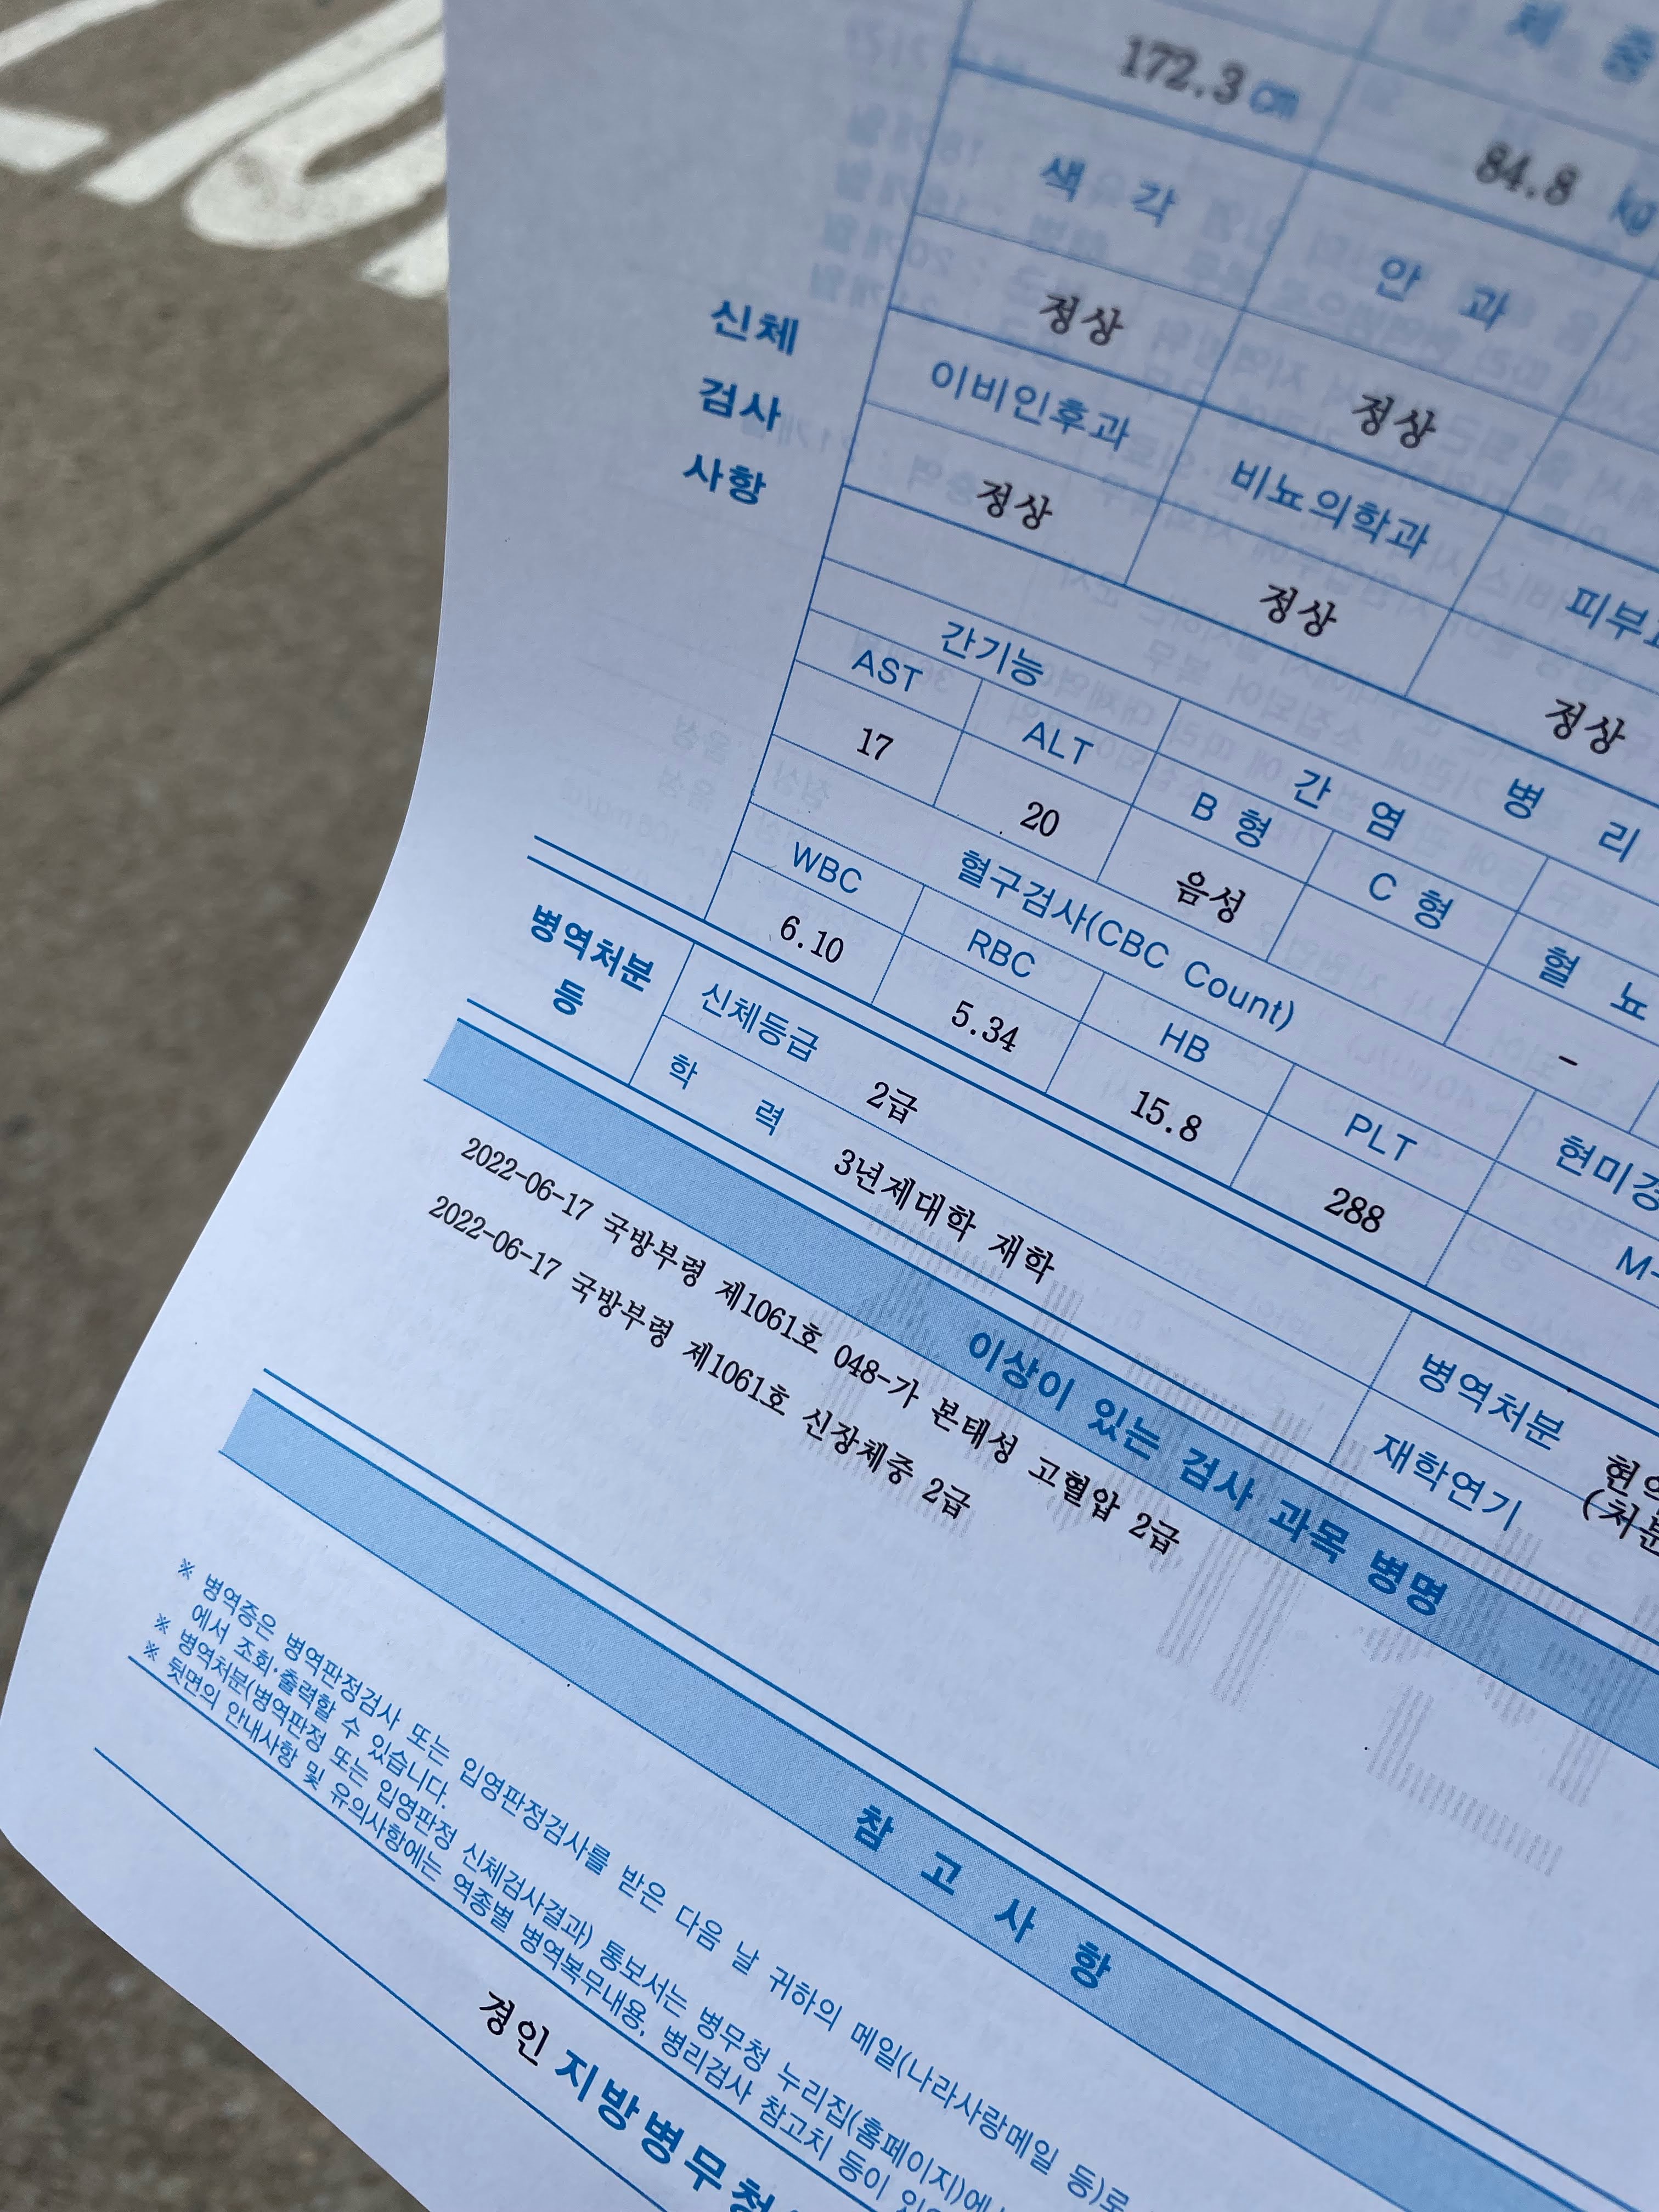 체 중
172.3 cm
84.8 kg
색 각
안 과
정상
정상
신체
검사
사항
이비인후과
비뇨의학과
정상
정상
피부
정상
간기능
병 리
AST
ALT
간 염
17
20
B 형
C 형
음성
혈 뇨
-
혈구검사(CBC Count)
WBC
RBC
HB
PLT
현미경
6.10
5.34
15.8
288
M-
병역처분
등
신체등급 2급
병역처분
학 력 3년제대학 재학
재학연기
(처분
이상이 있는 검사 과목 병명
2022-06-17 국방부령 제1061호 048-가 본태성 고혈압 2급
2022-06-17 국방부령 제1061호 신장체중 2급
참 고 사 항
※ 병역증은 병역판정검사 또는 입영판정검사를 받은 다음 날 귀하의 메일(나라사랑메일 등)로
에서 조회·출력할 수 있습니다.
※ 병역처분(병역판정 또는 입영판정 신체검사결과) 통보서는 병무청 누리집(홈페이지)에
※ 뒷면의 안내사항 및 유의사항에는 역종별 병역복무내용, 병리검사 참고치 등이
경인 지방병무청